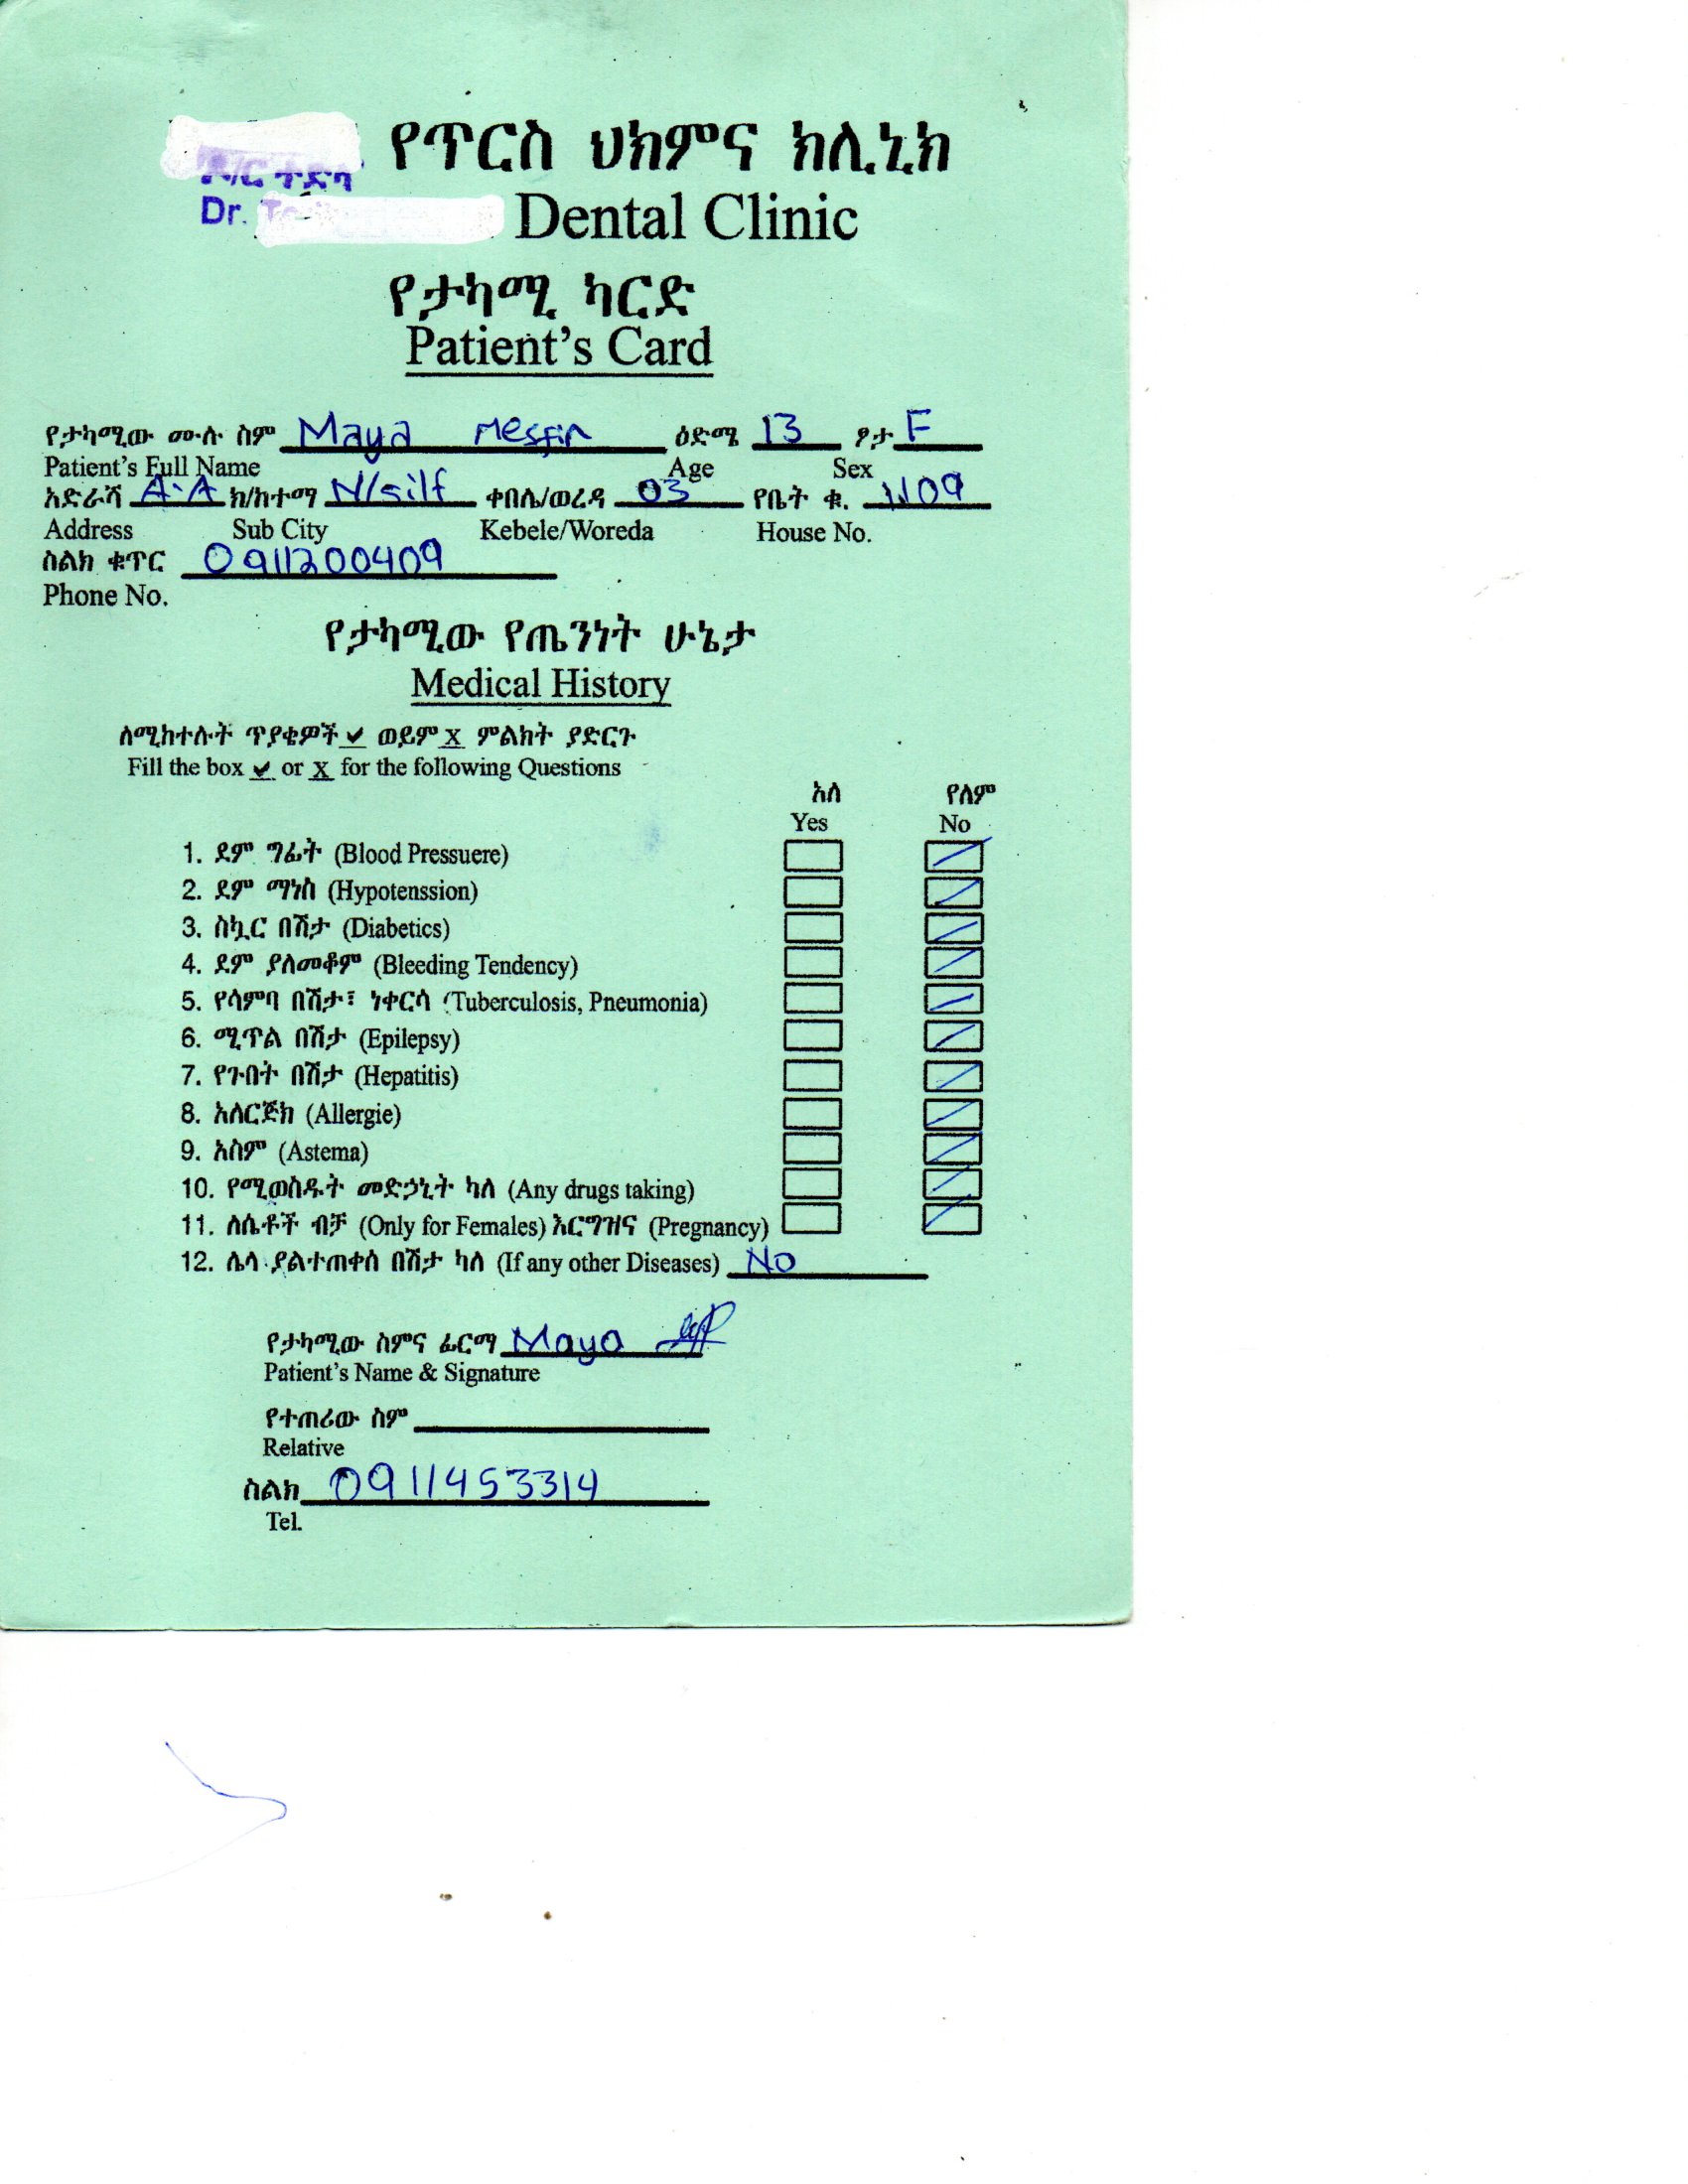 ዶ/ር ተድላ የጥርስ ህክምና ክሊኒክ
Dr. Dental Clinic
የታካሚ ካርድ
Patient's Card
የታካሚው ሙሉ ስም Maya Mesfin ዕድሜ 13 ፆታ F
Patient's Full Name Age Sex
አድራሻ A.A ክ/ከተማ N/silf ቀበሌ/ወረዳ 03 የቤት ቁ. 1109
Address Sub City Kebele/Woreda House No.
ስልክ ቁጥር 0911200409
Phone No.
የታካሚው የጤንነት ሁኔታ
Medical History
ለሚከተሉት ጥያቄዎች ✔ ወይም X ምልክት ያድርጉ
Fill the box ✔ or X for the following Questions
አለ የለም
Yes No
1. ደም ግፊት (Blood Pressuere)
2. ደም ማነስ (Hypotenssion)
3. ስኳር በሽታ (Diabetics)
4. ደም ያለመቆም (Bleeding Tendency)
5. የሳምባ በሽታ፣ ነቀርሳ (Tuberculosis, Pneumonia)
6. ሚጥል በሽታ (Epilepsy)
7. የጉበት በሽታ (Hepatitis)
8. አለርጅክ (Allergie)
9. አስም (Astema)
10. የሚወስዱት መድኃኒት ካለ (Any drugs taking)
11. ለሴቶች ብቻ (Only for Females) እርግዝና (Pregnancy)
12. ሌላ ያልተጠቀሰ በሽታ ካለ (If any other Diseases) No
የታካሚው ስምና ፊርማ Maya
Patient's Name & Signature
የተጠሪው ስም
Relative
ስልክ 0911453314
Tel.